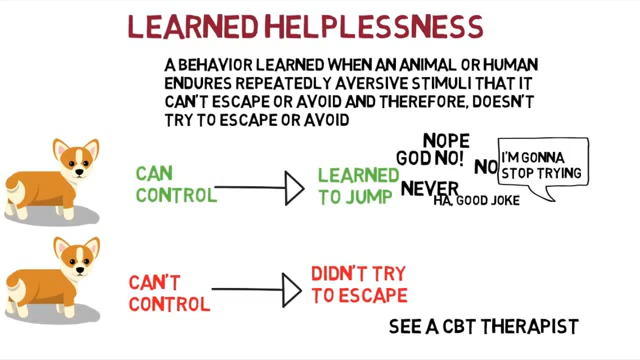 LEARNED HELPLESSNESS
A BEHAVIOR LEARNED WHEN AN ANIMAL OR HUMAN
ENDURES REPEATEDLY AVERSIVE STIMULI THAT IT
CAN'T ESCAPE OR AVOID AND THEREFORE, DOESN'T
TRY TO ESCAPE OR AVOID
CAN
CONTROL
LEARNED
TO JUMP
NOPE
GOD NO!
NO
NEVER
HA, GOOD JOKE
I'M GONNA
STOP TRYING
CAN'T
CONTROL
DIDN'T TRY
TO ESCAPE
SEE A CBT THERAPIST